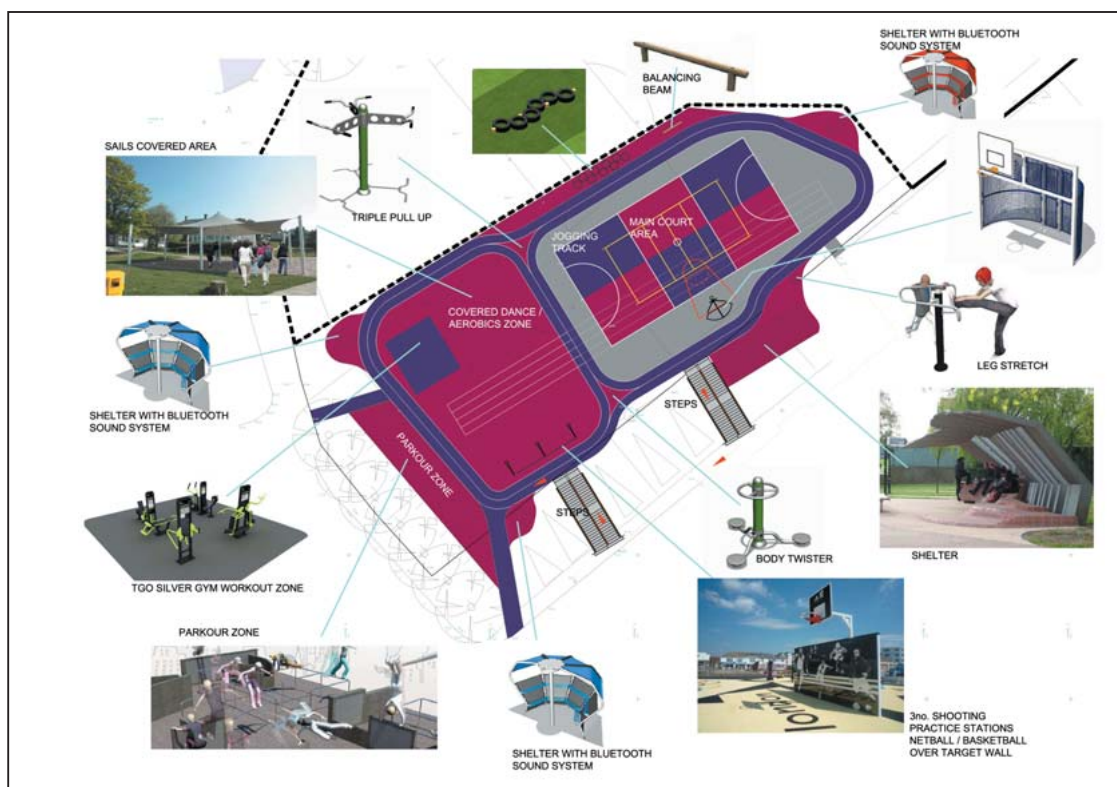 SHELTER WITH BLUETOOTH
SOUND SYSTEM
BALANCING
BEAM
SAILS COVERED AREA
TRIPLE PULL UP
JOGGING
TRACK
MAIN COURT
AREA
COVERED DANCE /
AEROBICS ZONE
LEG STRETCH
SHELTER WITH BLUETOOTH
SOUND SYSTEM
STEPS
PARKOUR ZONE
STEPS
BODY TWISTER
SHELTER
TGO SILVER GYM WORKOUT ZONE
PARKOUR ZONE
SHELTER WITH BLUETOOTH
SOUND SYSTEM
3no. SHOOTING
PRACTICE STATIONS
NETBALL / BASKETBALL
OVER TARGET WALL